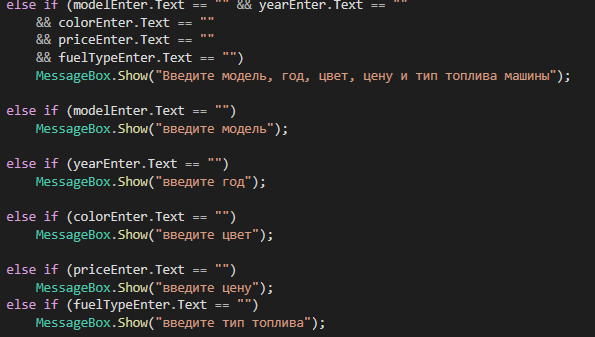 else if (modelEnter.Text == "" && yearEnter.Text == ""
&& colorEnter.Text == ""
&& priceEnter.Text == ""
&& fuelTypeEnter.Text == "")
MessageBox.Show("Введите модель, год, цвет, цену и тип топлива машины");
else if (modelEnter.Text == "")
MessageBox.Show("введите модель");
else if (yearEnter.Text == "")
MessageBox.Show("введите год");
else if (colorEnter.Text == "")
MessageBox.Show("введите цвет");
else if (priceEnter.Text == "")
MessageBox.Show("введите цену");
else if (fuelTypeEnter.Text == "")
MessageBox.Show("введите тип топлива");